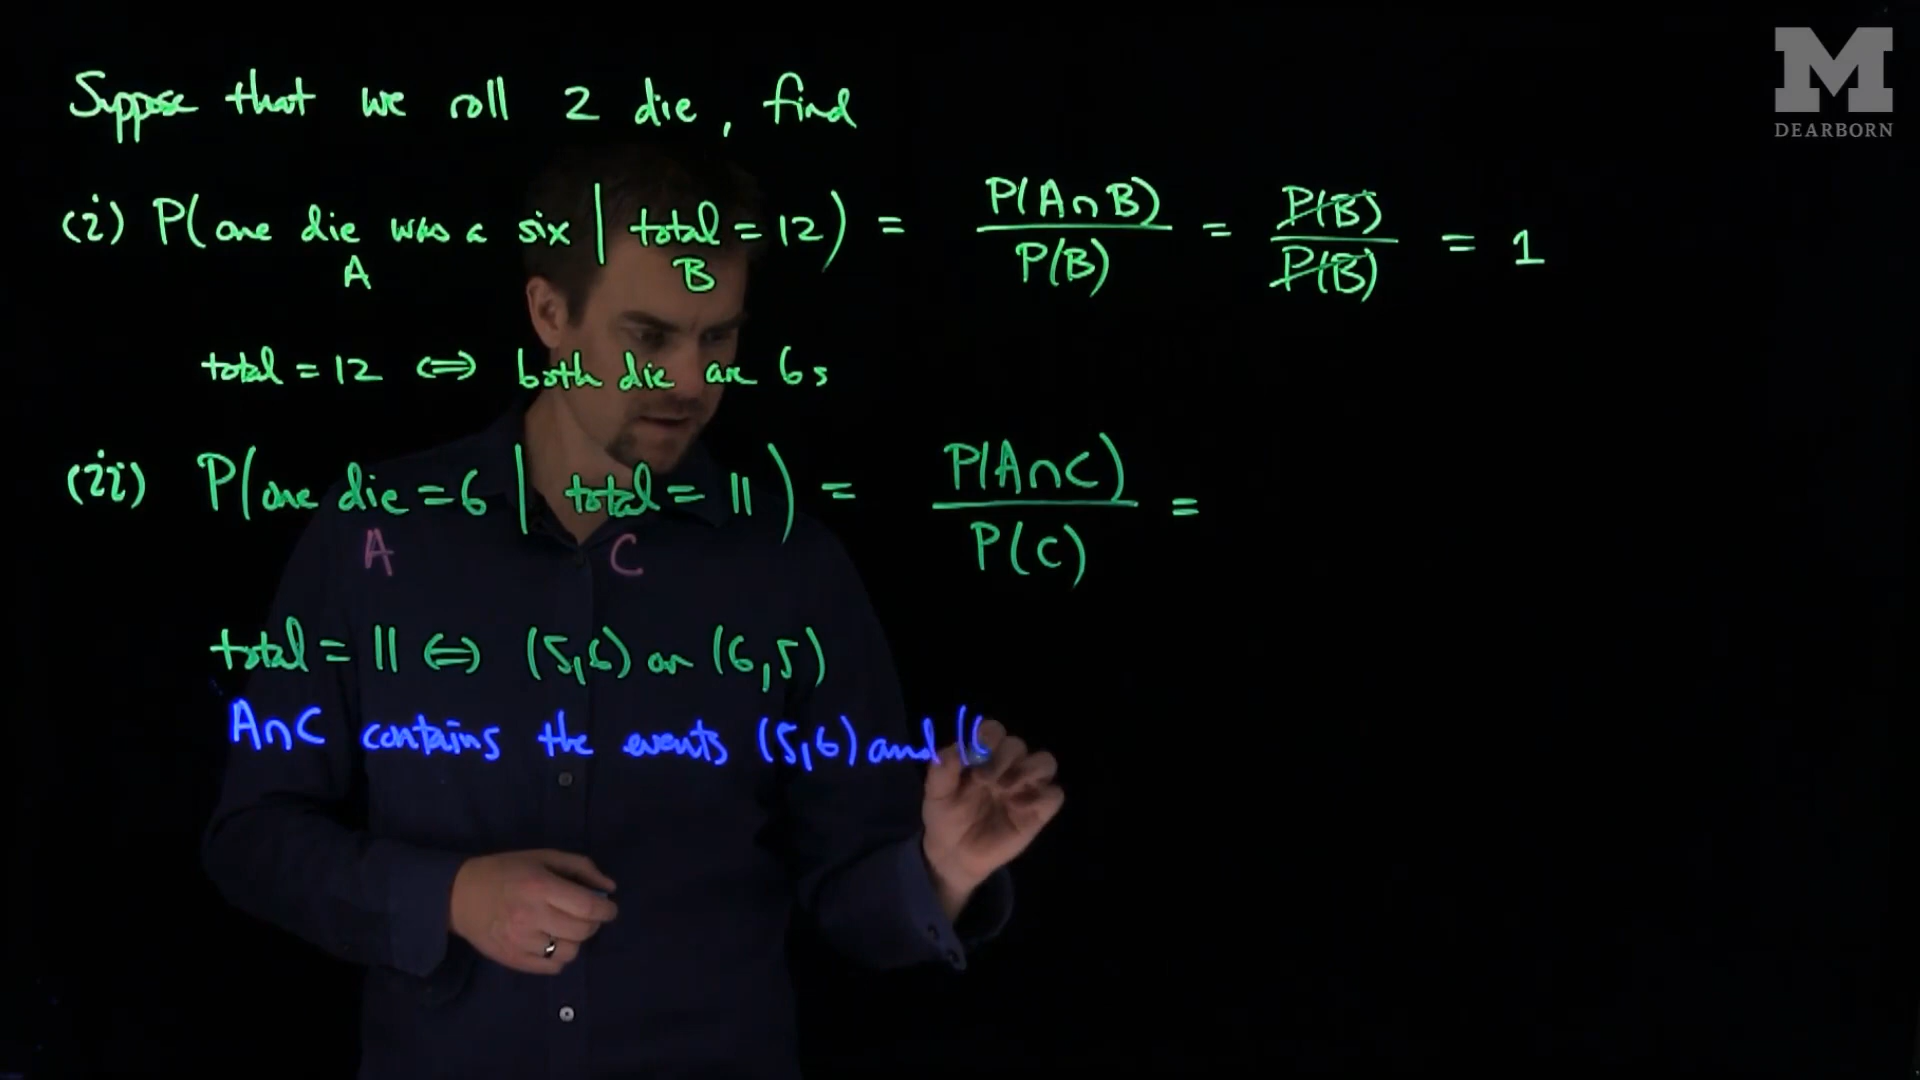 M
DEARBORN
Suppose that we roll 2 die, find
(i) P(one die was a six | total = 12) = P(A∩B) / P(B) = P(B) / P(B) = 1
A B
total = 12 ⇔ both die are 6s
(ii) P(one die = 6 | total = 11) = P(A∩C) / P(C) =
A C
total = 11 ⇔ (5,6) or (6,5)
A∩C contains the events (5,6) and (6